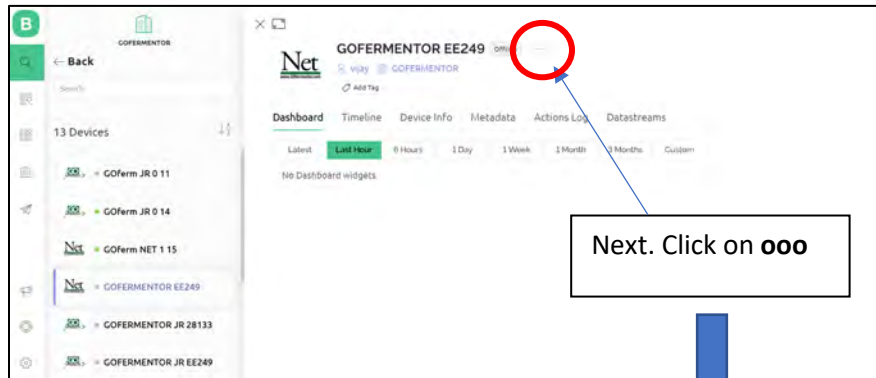 B
GOFERMENTOR
← Back
Search
13 Devices
GOferm JR 0 11
GOferm JR 0 14
Net GOferm NET 1 15
Net GOFERMENTOR EE249
GOFERMENTOR JR 28133
GOFERMENTOR JR EE249
Net
GOFERMENTOR EE249
vijay GOFERMENTOR
Add Tag
Dashboard Timeline Device Info Metadata Actions Log Datastreams
Latest Last Hour 6 Hours 1 Day 1 Week 1 Month 3 Months Custom
No Dashboard widgets.
Next. Click on ooo